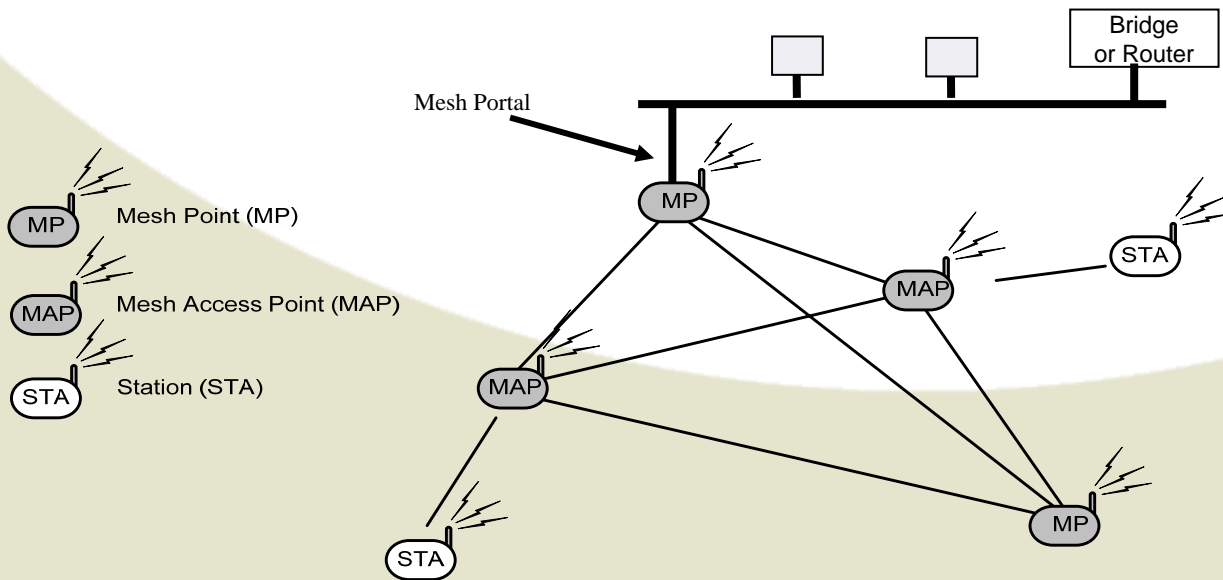 Bridge
or Router
Mesh Portal
MP
MP
Mesh Point (MP)
STA
MAP
MAP
Mesh Access Point (MAP)
MAP
STA
Station (STA)
MP
STA